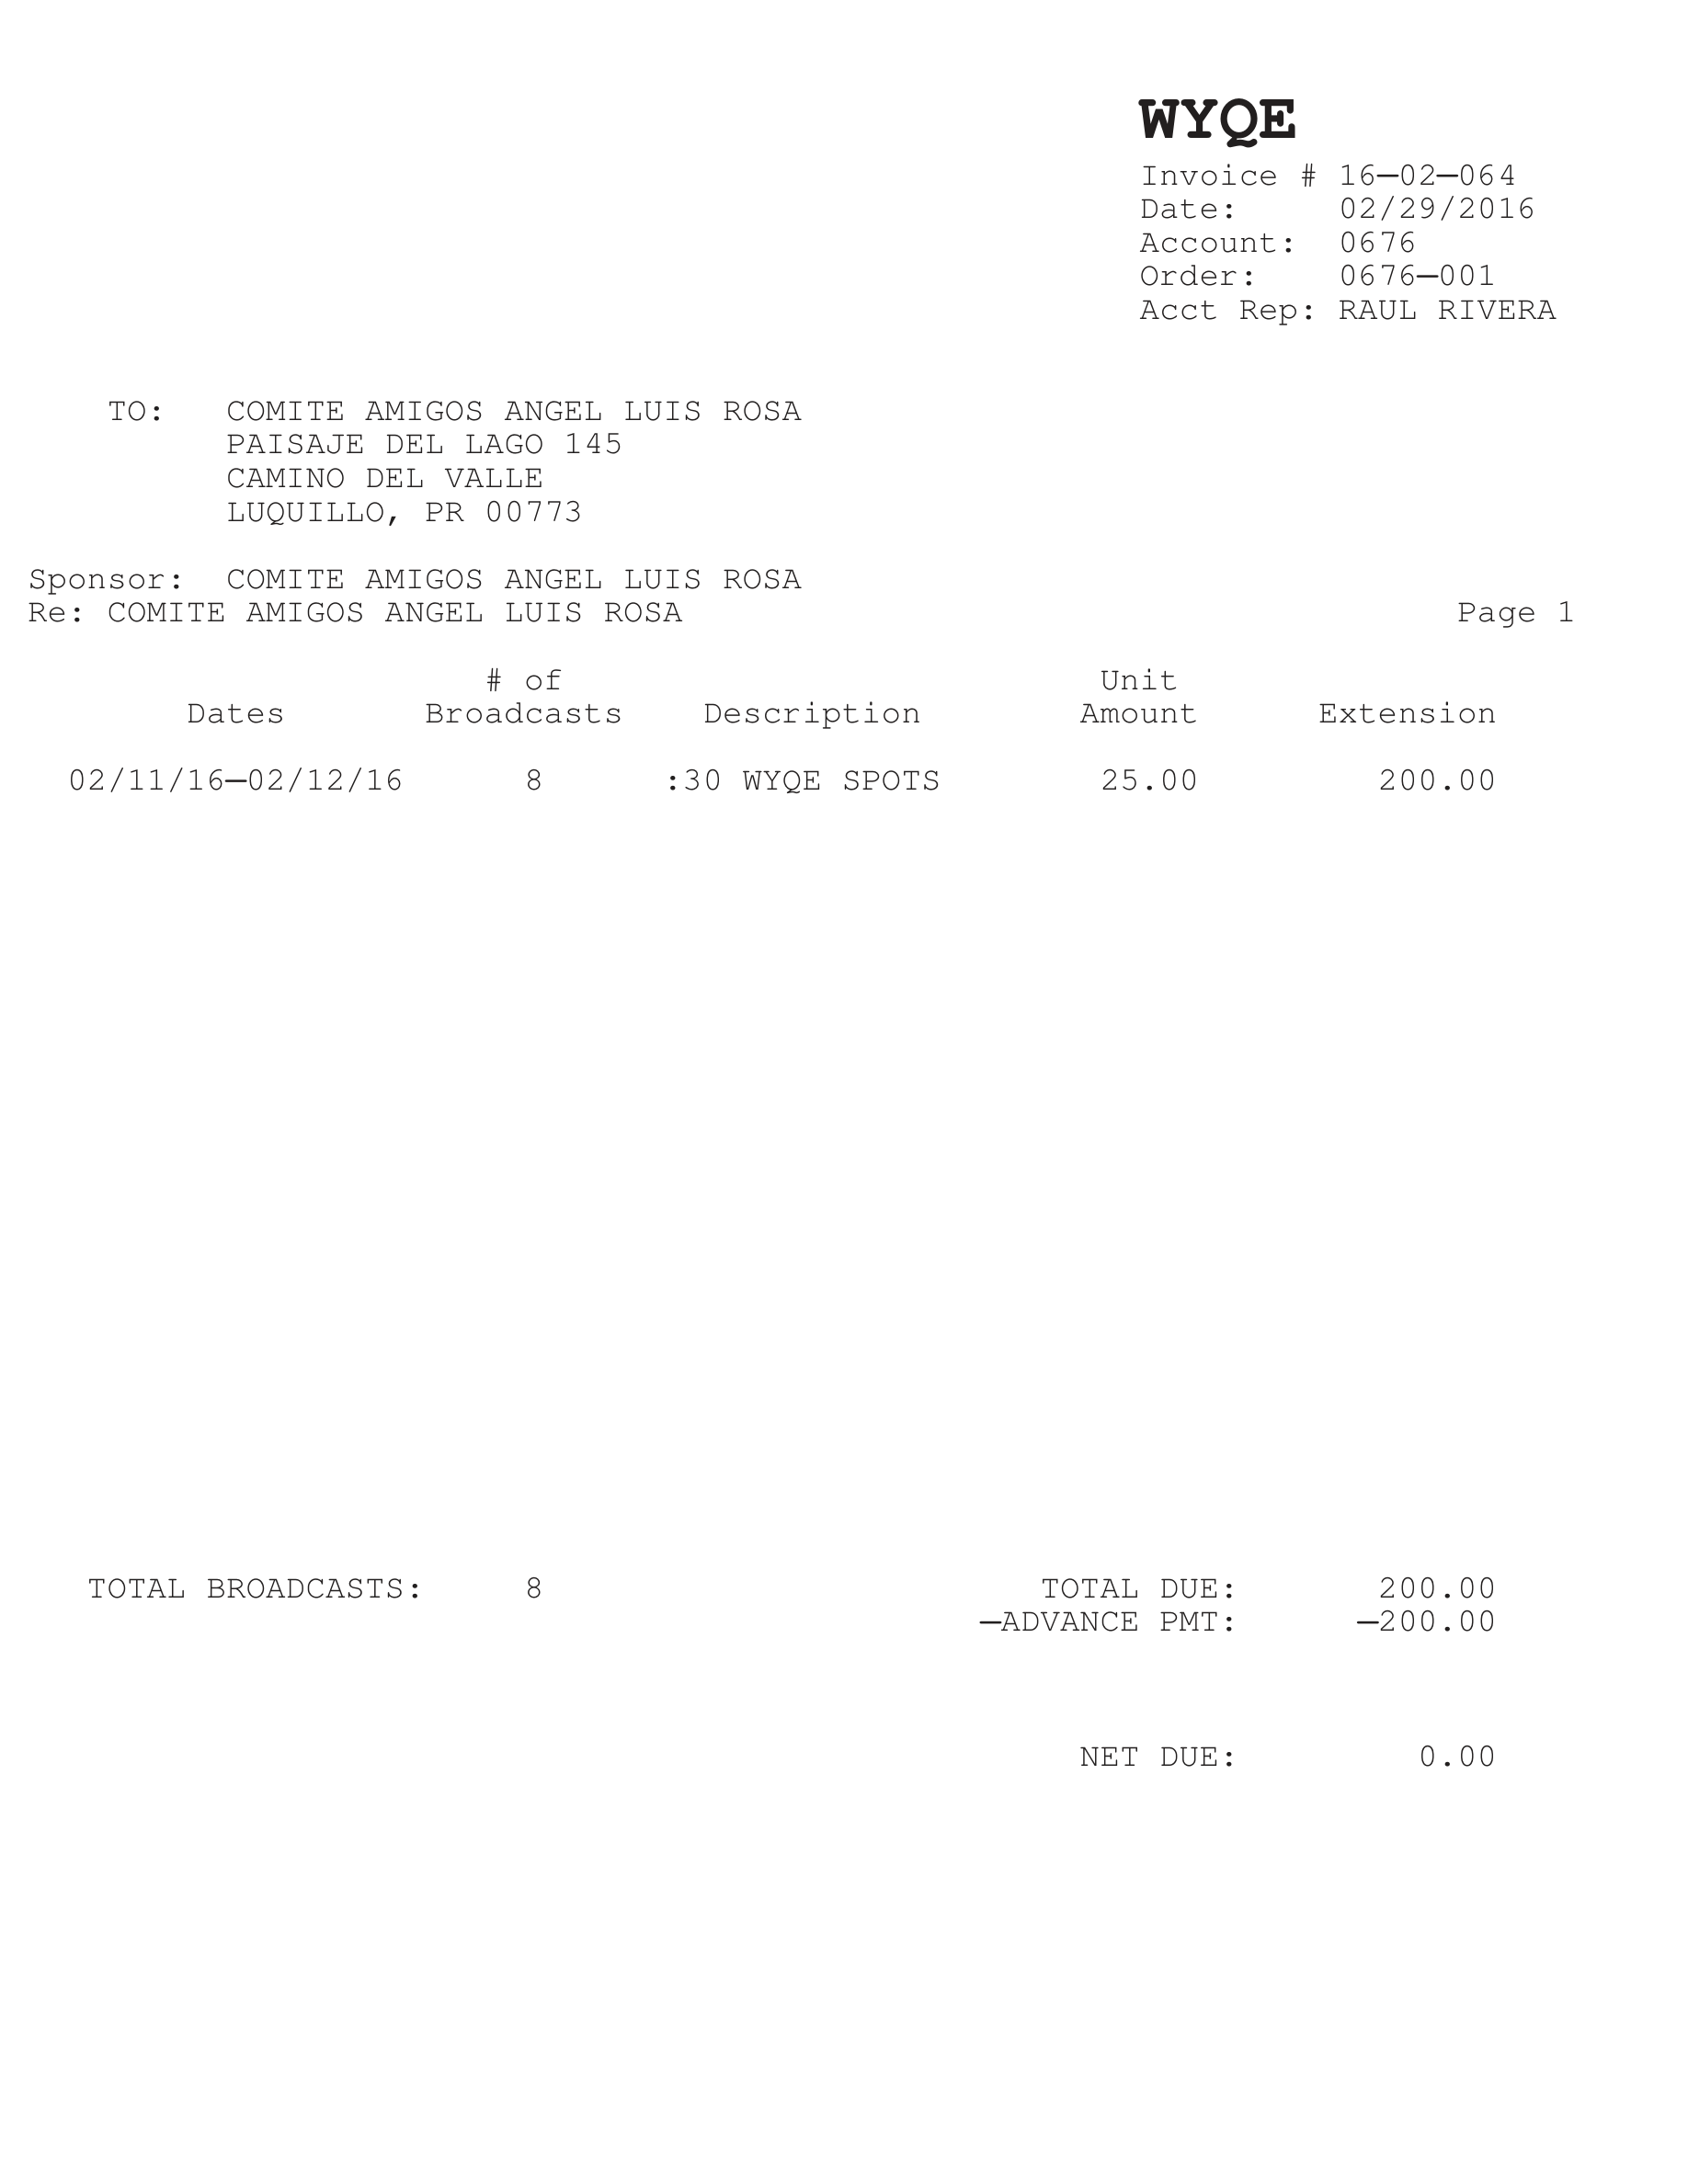 WYQE
Invoice # 16-02-064
Date: 02/29/2016
Account: 0676
Order: 0676-001
Acct Rep: RAUL RIVERA
TO: COMITE AMIGOS ANGEL LUIS ROSA
PAISAJE DEL LAGO 145
CAMINO DEL VALLE
LUQUILLO, PR 00773
Sponsor: COMITE AMIGOS ANGEL LUIS ROSA
Re: COMITE AMIGOS ANGEL LUIS ROSA Page 1
# of Unit
Dates Broadcasts Description Amount Extension
02/11/16-02/12/16 8 :30 WYQE SPOTS 25.00 200.00
TOTAL BROADCASTS: 8 TOTAL DUE: 200.00
-ADVANCE PMT: -200.00
NET DUE: 0.00